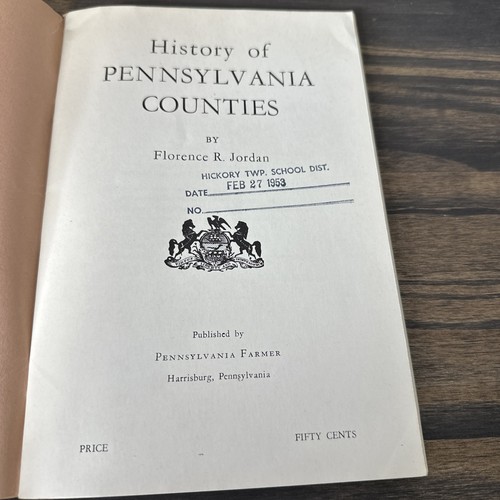 History of
PENNSYLVANIA
COUNTIES
BY
Florence R. Jordan
HICKORY TWP. SCHOOL DIST.
DATE FEB 27 1953
NO.
Published by
PENNSYLVANIA FARMER
Harrisburg, Pennsylvania
PRICE FIFTY CENTS